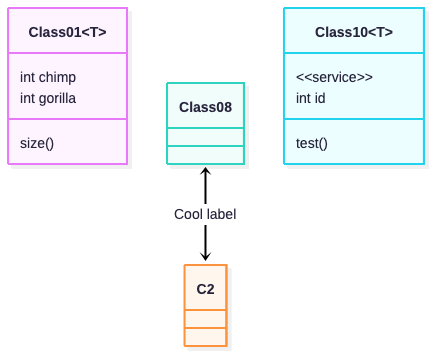 Class01<T>
int chimp
int gorilla
size()
Class08
Class10<T>
<<service>>
int id
test()
Cool label
C2